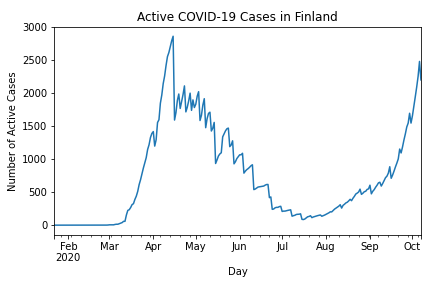 Active COVID-19 Cases in Finland
Number of Active Cases
3000
2500
2000
1500
1000
500
0
Feb Mar Apr May Jun Jul Aug Sep Oct
2020
Day